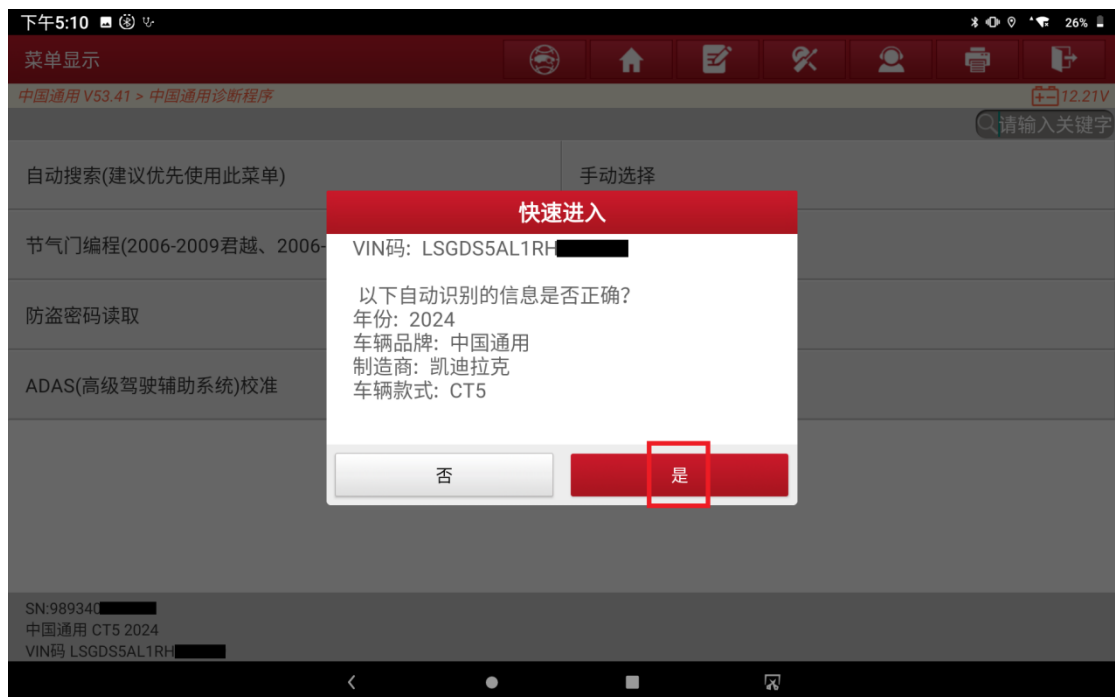 下午5:10
26%
菜单显示
中国通用 V53.41 > 中国通用诊断程序
12.21V
请输入关键字
自动搜索(建议优先使用此菜单)
手动选择
节气门编程(2006-2009君越、2006-
防盗密码读取
ADAS(高级驾驶辅助系统)校准
快速进入
VIN码: LSGDS5AL1RH
以下自动识别的信息是否正确?
年份: 2024
车辆品牌: 中国通用
制造商: 凯迪拉克
车辆款式: CT5
否
是
SN:989340
中国通用 CT5 2024
VIN码 LSGDS5AL1RH